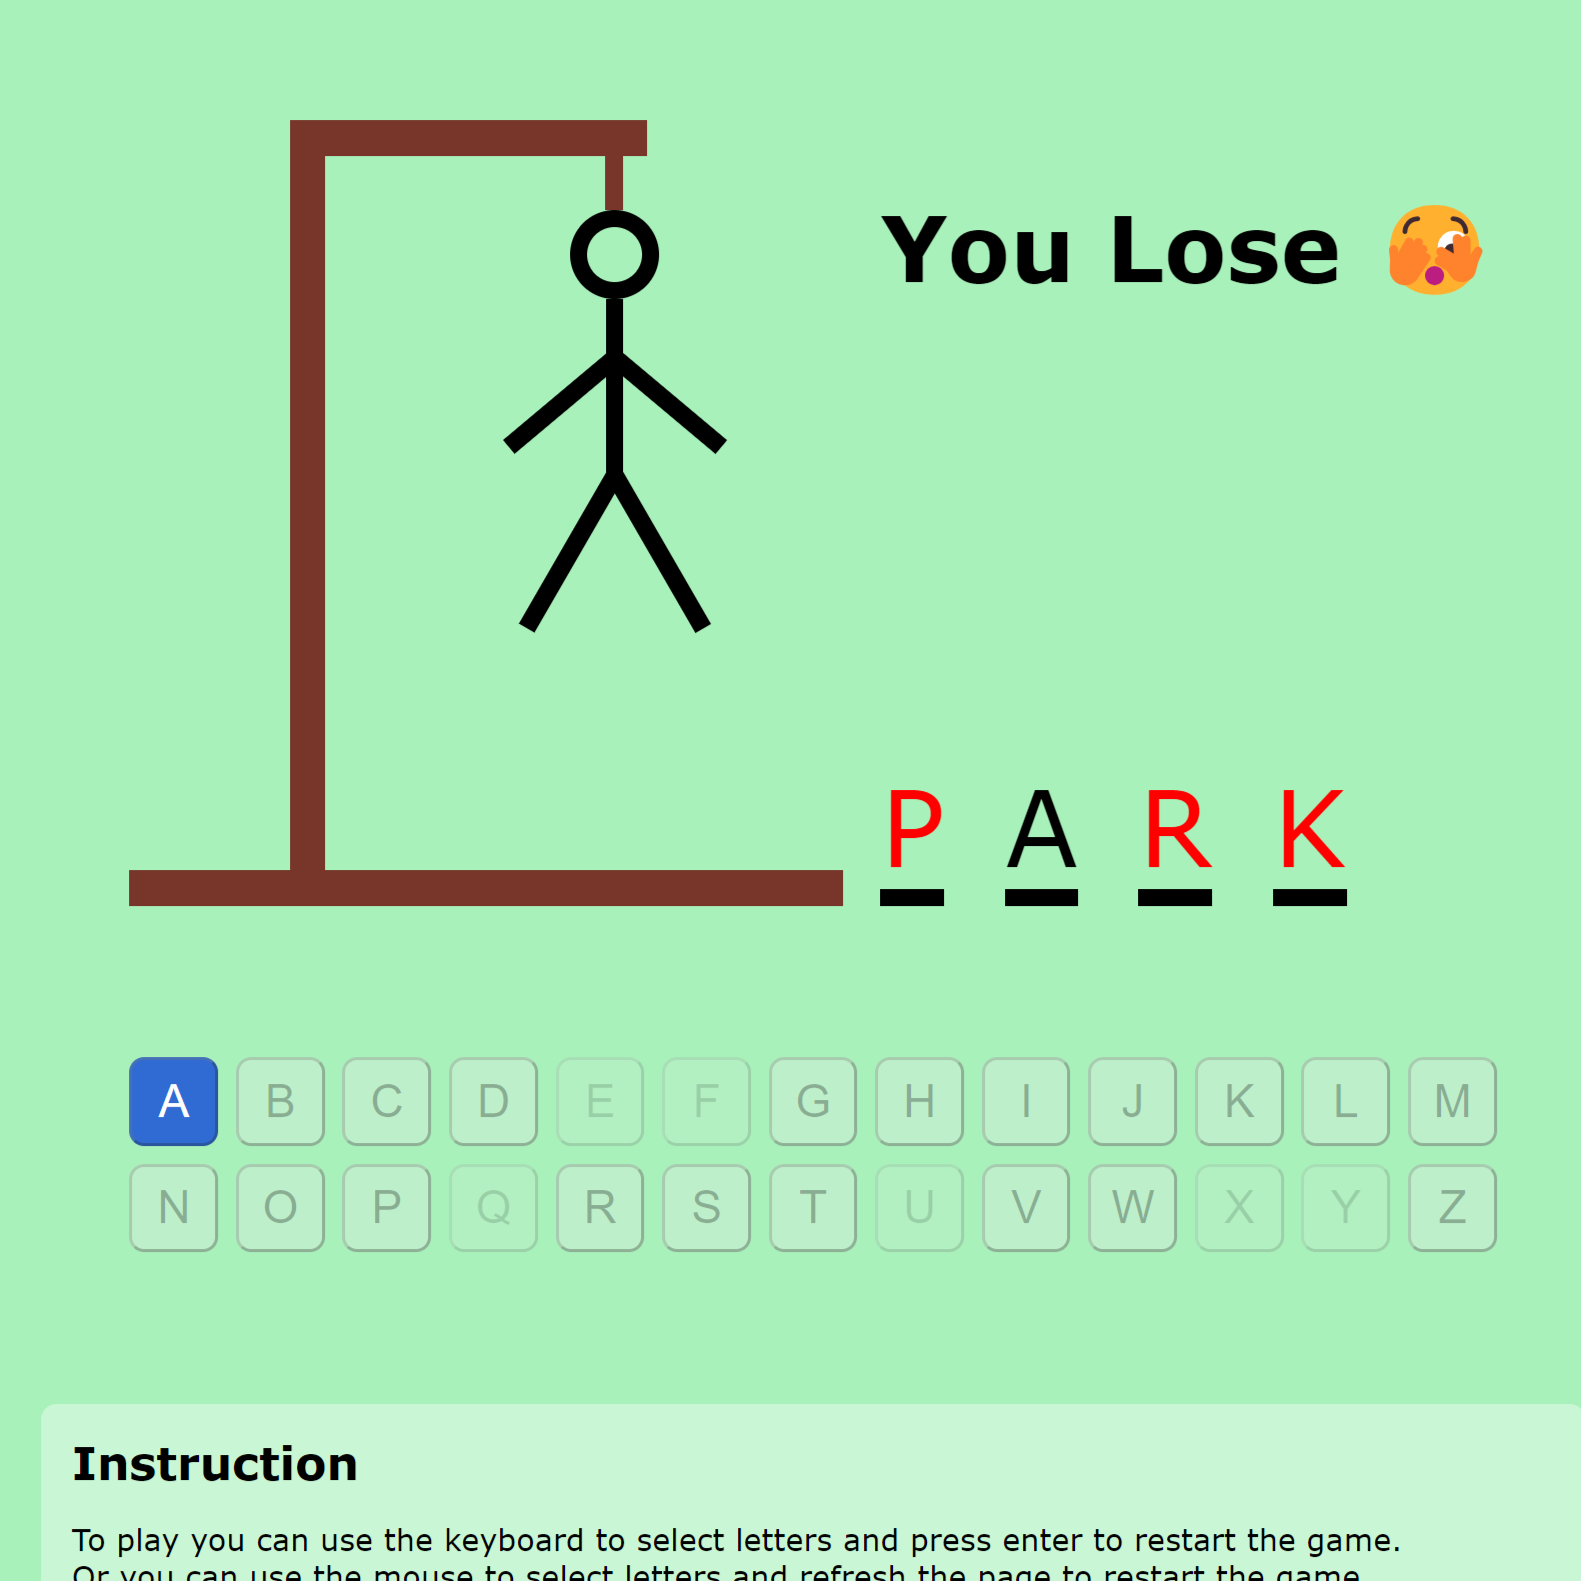 You Lose
P A R K
A B C D E F G H I J K L M
N O P Q R S T U V W X Y Z
Instruction
To play you can use the keyboard to select letters and press enter to restart the game.
Or you can use the mouse to select letters and refresh the page to restart the game